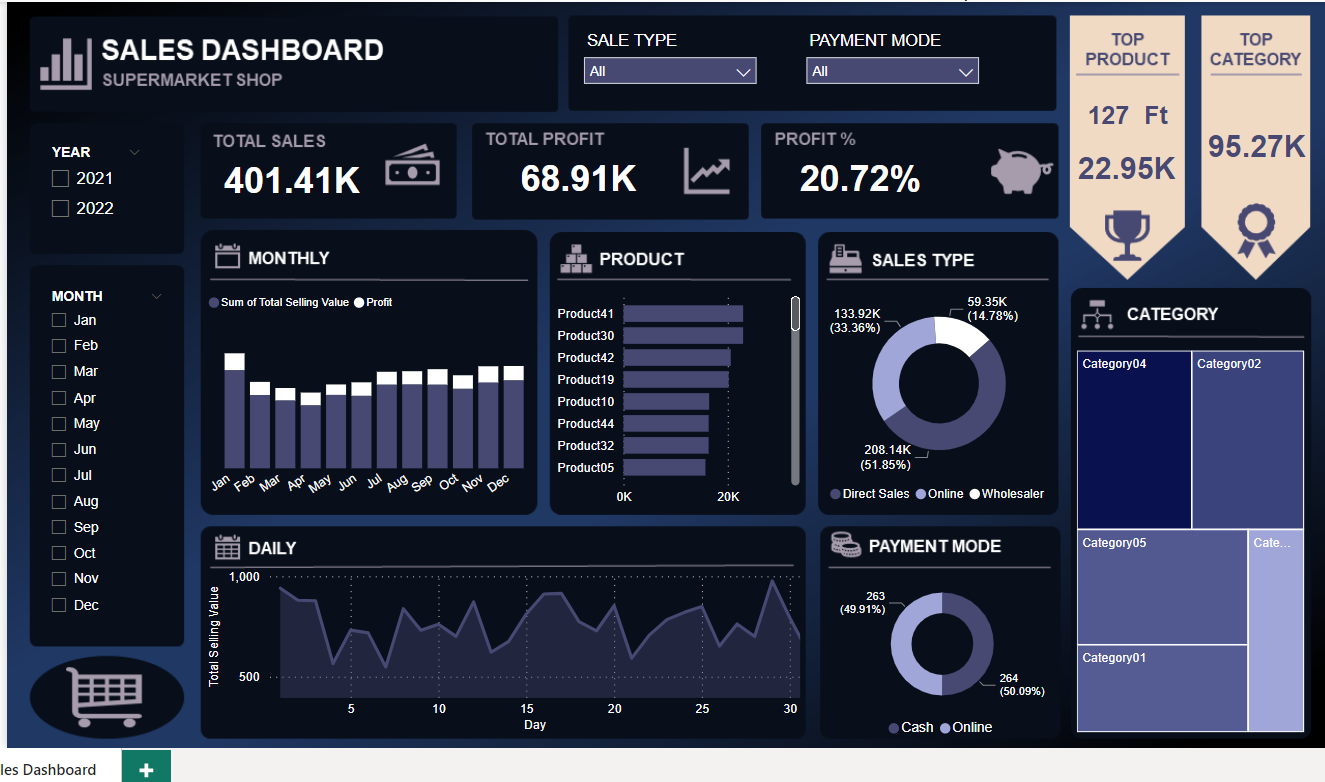 SALES DASHBOARD
SUPERMARKET SHOP
SALE TYPE
All
PAYMENT MODE
All
TOP
PRODUCT
127 Ft
22.95K
TOP
CATEGORY
95.27K
YEAR
2021
2022
TOTAL SALES
401.41K
TOTAL PROFIT
68.91K
PROFIT %
20.72%
MONTH
Jan
Feb
Mar
Apr
May
Jun
Jul
Aug
Sep
Oct
Nov
Dec
MONTHLY
Sum of Total Selling Value Profit
Jan Feb Mar Apr May Jun Jul Aug Sep Oct Nov Dec
PRODUCT
Product41
Product30
Product42
Product19
Product10
Product44
Product32
Product05
0K 20K
SALES TYPE
59.35K
(14.78%)
133.92K
(33.36%)
208.14K
(51.85%)
Direct Sales Online Wholesaler
CATEGORY
Category04
Category02
Category05
Cate...
Category01
DAILY
Total Selling Value
1,000
500
5 10 15 20 25 30
Day
PAYMENT MODE
263
(49.91%)
264
(50.09%)
Cash Online
les Dashboard